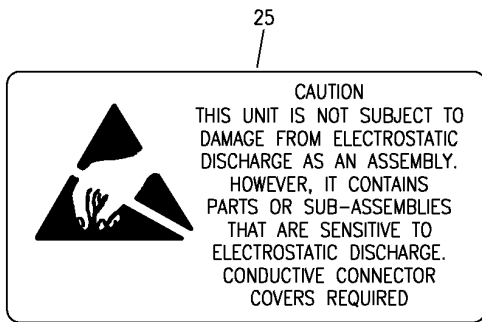 25
CAUTION
THIS UNIT IS NOT SUBJECT TO
DAMAGE FROM ELECTROSTATIC
DISCHARGE AS AN ASSEMBLY.
HOWEVER, IT CONTAINS
PARTS OR SUB-ASSEMBLIES
THAT ARE SENSITIVE TO
ELECTROSTATIC DISCHARGE.
CONDUCTIVE CONNECTOR
COVERS REQUIRED